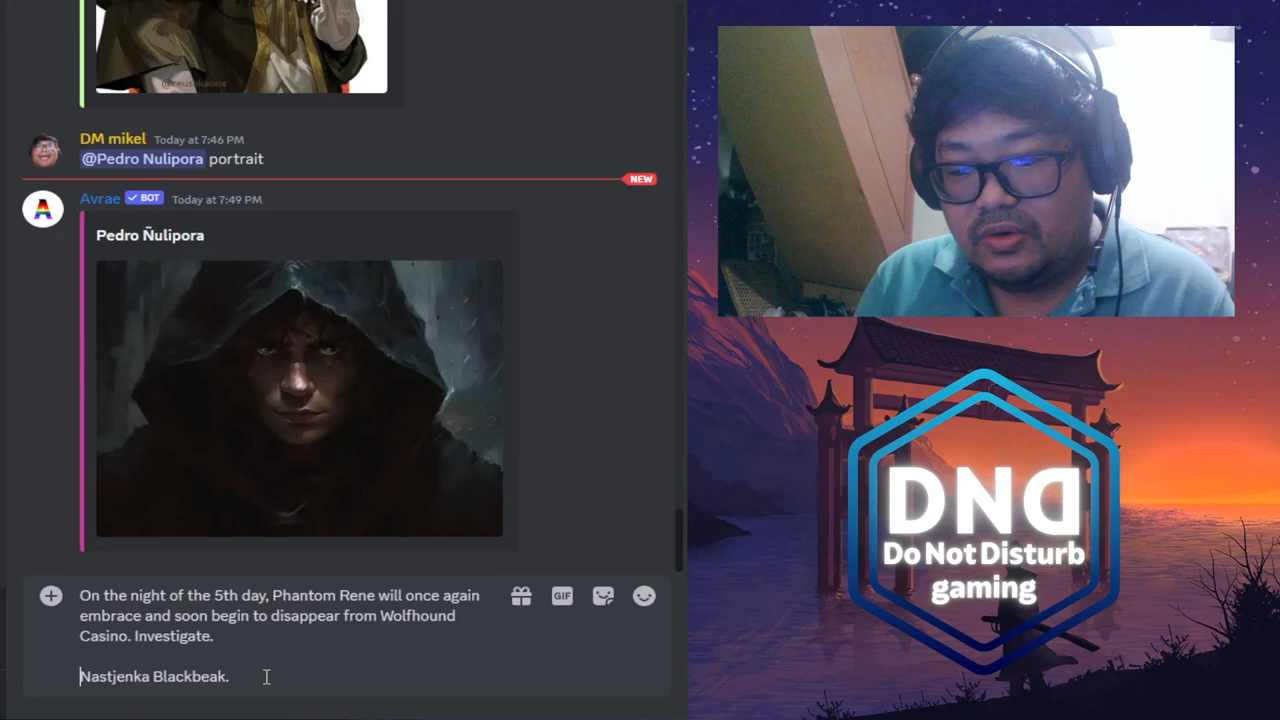 DM mikel Today at 7:46 PM
@Pedro Nulipora portrait
NEW
Avrae BOT Today at 7:49 PM
Pedro Ñulipora
On the night of the 5th day, Phantom Rene will once again
embrace and soon begin to disappear from Wolfhound
Casino. Investigate.
Nastjenka Blackbeak.
GIF
DND
Do Not Disturb
gaming